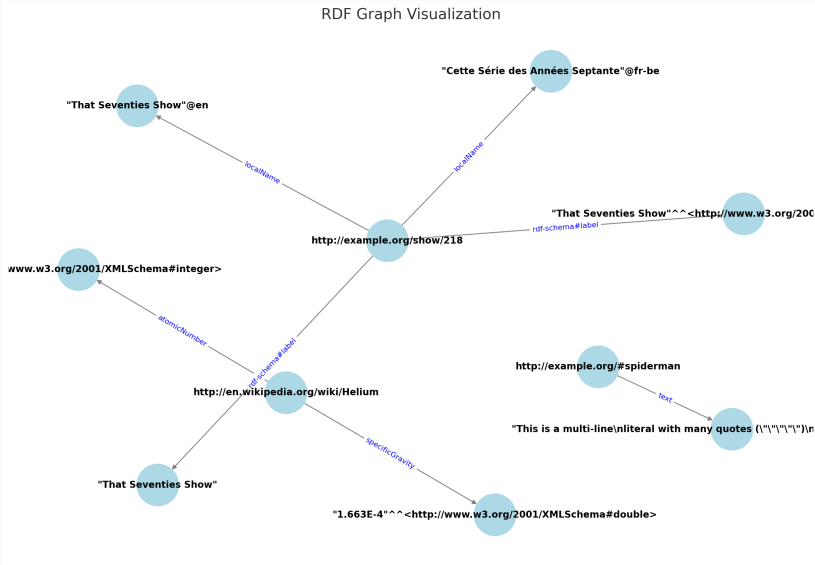 RDF Graph Visualization
"Cette Série des Années Septante"@fr-be
"That Seventies Show"@en
localName
localName
"That Seventies Show"^^<http://www.w3.org/200
rdf-schema#label
http://example.org/show/218
www.w3.org/2001/XMLSchema#integer>
atomicNumber
rdf-schema#label
http://example.org/#spiderman
http://en.wikipedia.org/wiki/Helium
text
"This is a multi-line\nliteral with many quotes (\"\"\"\"\")\n
specificGravity
"That Seventies Show"
"1.663E-4"^^<http://www.w3.org/2001/XMLSchema#double>